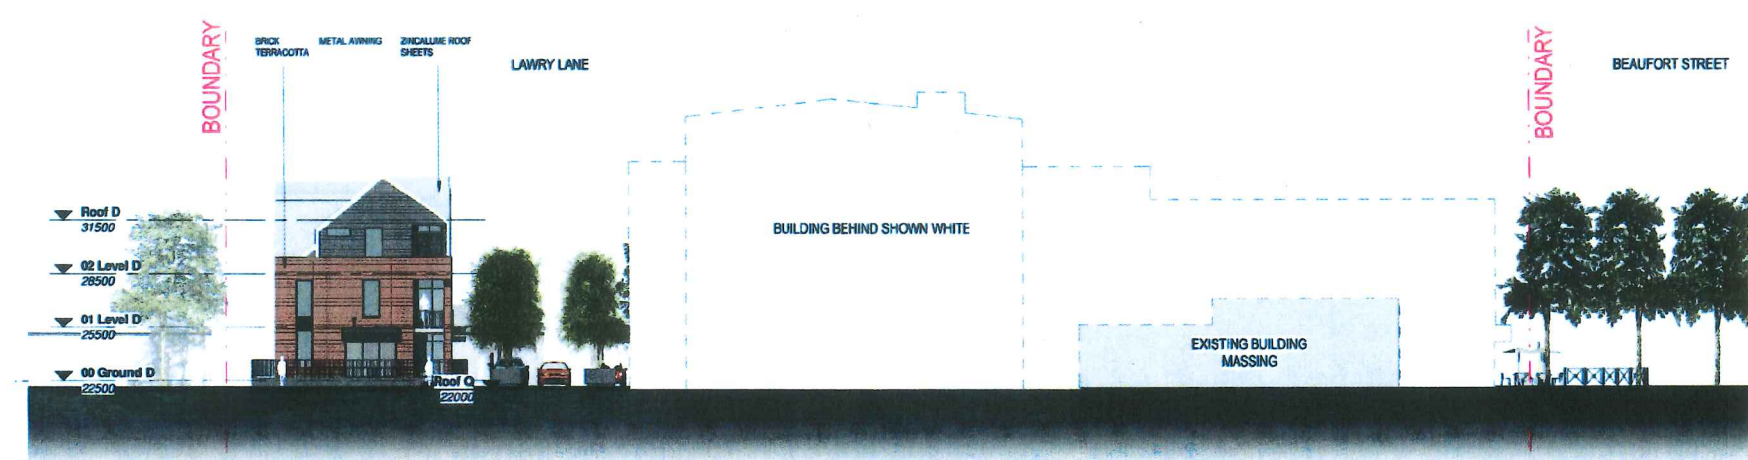 BOUNDARY
BRICK
TERRACOTTA
METAL AWNING
ZINCALUME ROOF
SHEETS
LAWRY LANE
BOUNDARY
BEAUFORT STREET
Roof D
31500
02 Level D
28500
01 Level D
25500
00 Ground D
22500
Roof O
22000
BUILDING BEHIND SHOWN WHITE
EXISTING BUILDING
MASSING